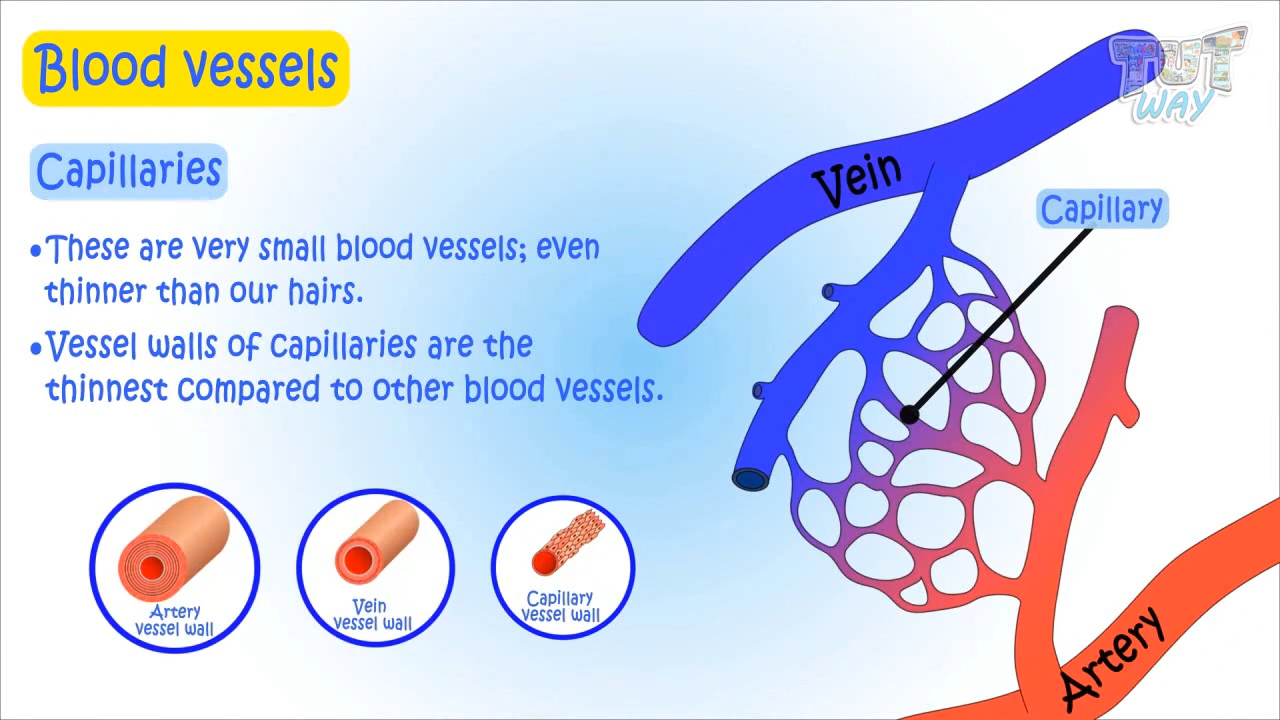 Blood vessels
TUT
WAY
Capillaries
•These are very small blood vessels; even
thinner than our hairs.
•Vessel walls of capillaries are the
thinnest compared to other blood vessels.
Vein
Capillary
Artery
Artery
vessel wall
Vein
vessel wall
Capillary
vessel wall